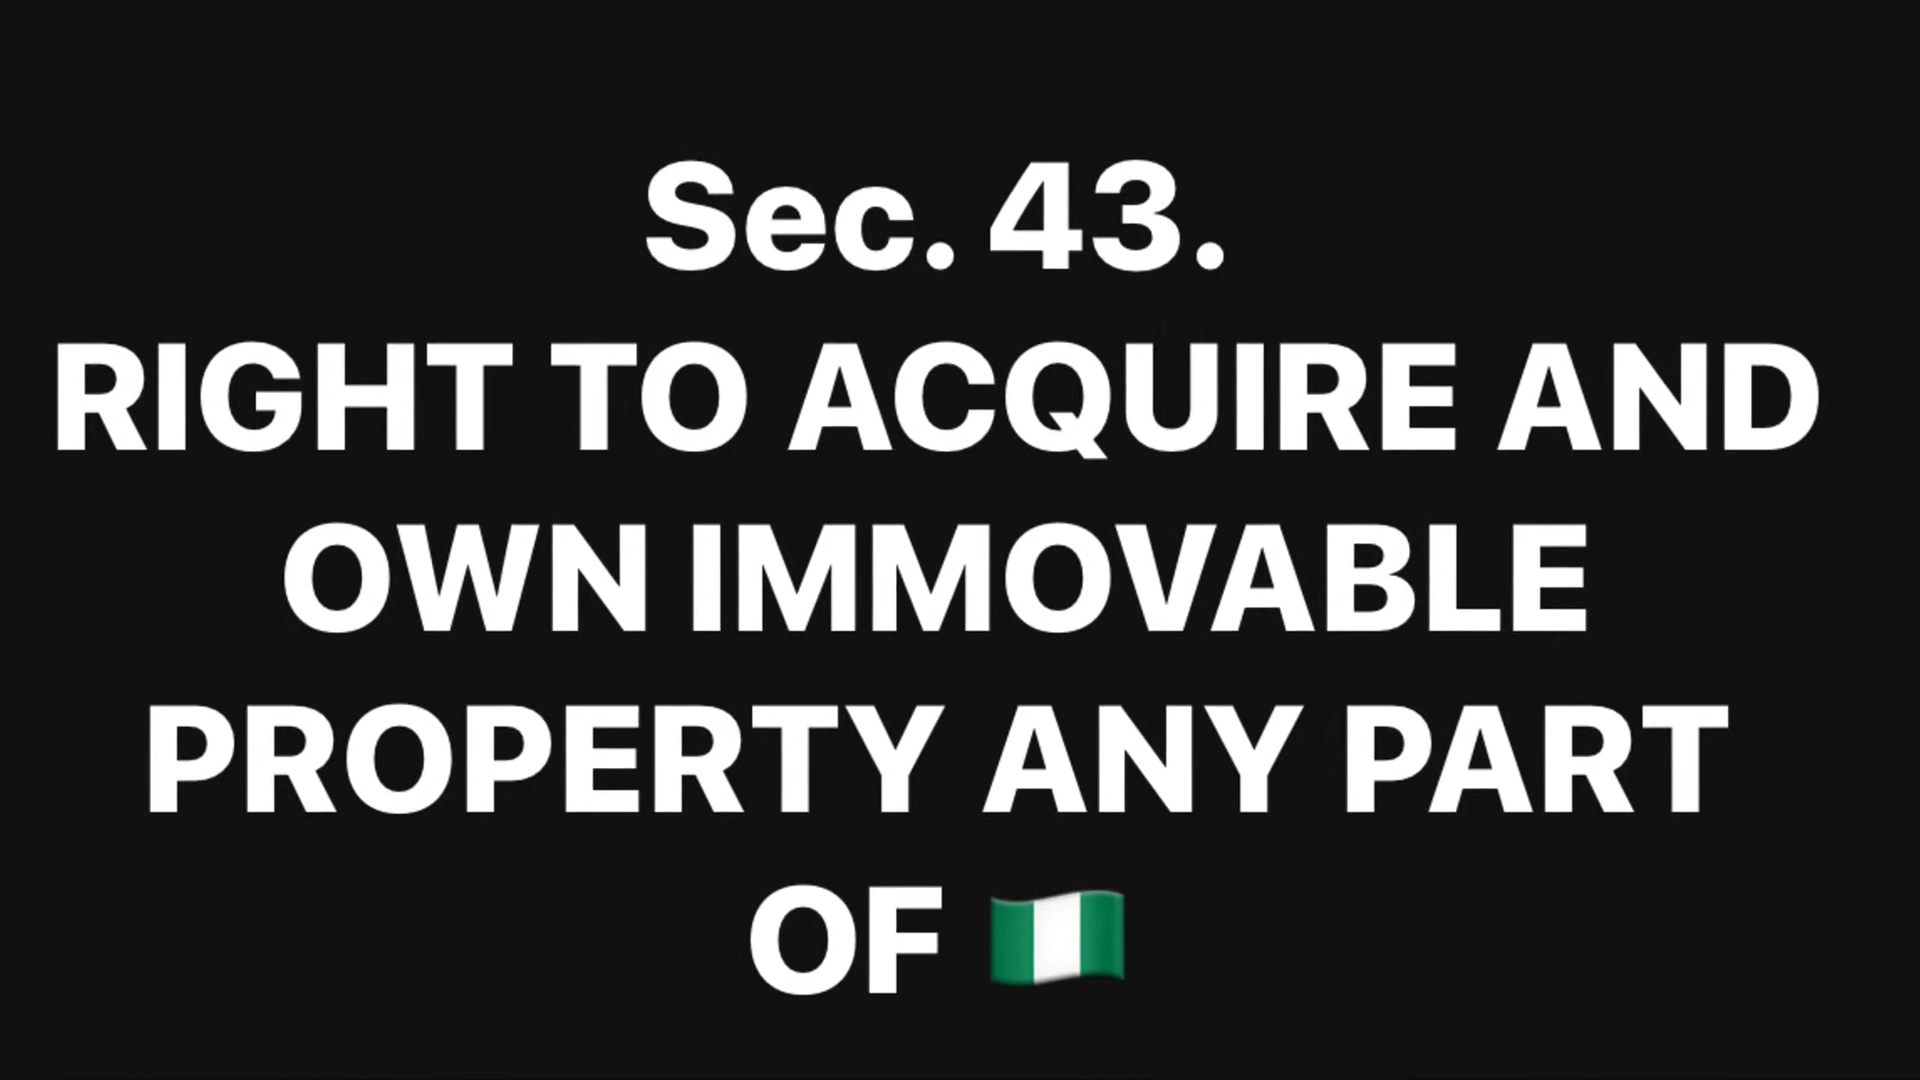 Sec. 43.
RIGHT TO ACQUIRE AND
OWN IMMOVABLE
PROPERTY ANY PART
OF 🇳🇬